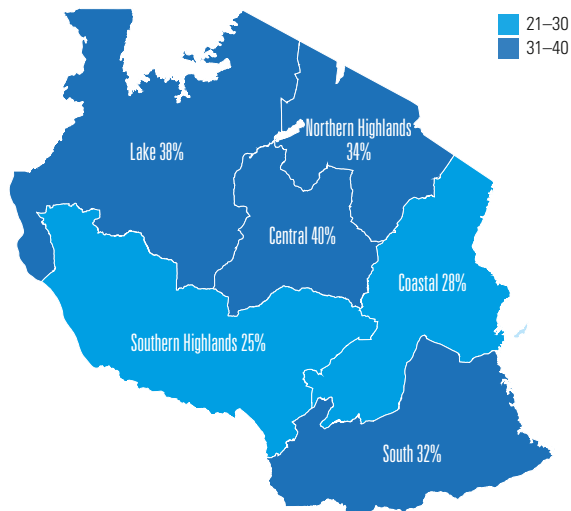 21–30
31–40
Northern Highlands
34%
Lake 38%
Central 40%
Coastal 28%
Southern Highlands 25%
South 32%